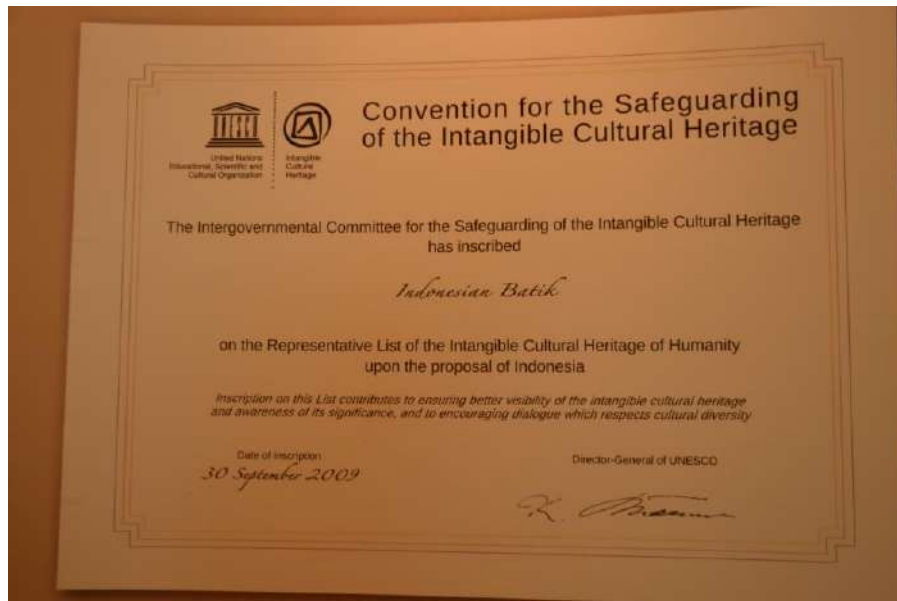 Convention for the Safeguarding
of the Intangible Cultural Heritage
United Nations
Educational, Scientific and
Cultural Organization
Intangible
Cultural
Heritage
The Intergovernmental Committee for the Safeguarding of the Intangible Cultural Heritage
has inscribed
Indonesian Batik
on the Representative List of the Intangible Cultural Heritage of Humanity
upon the proposal of Indonesia
Inscription on this List contributes to ensuring better visibility of the intangible cultural heritage
and awareness of its significance, and to encouraging dialogue which respects cultural diversity
Date of inscription
30 September 2009
Director-General of UNESCO
K.